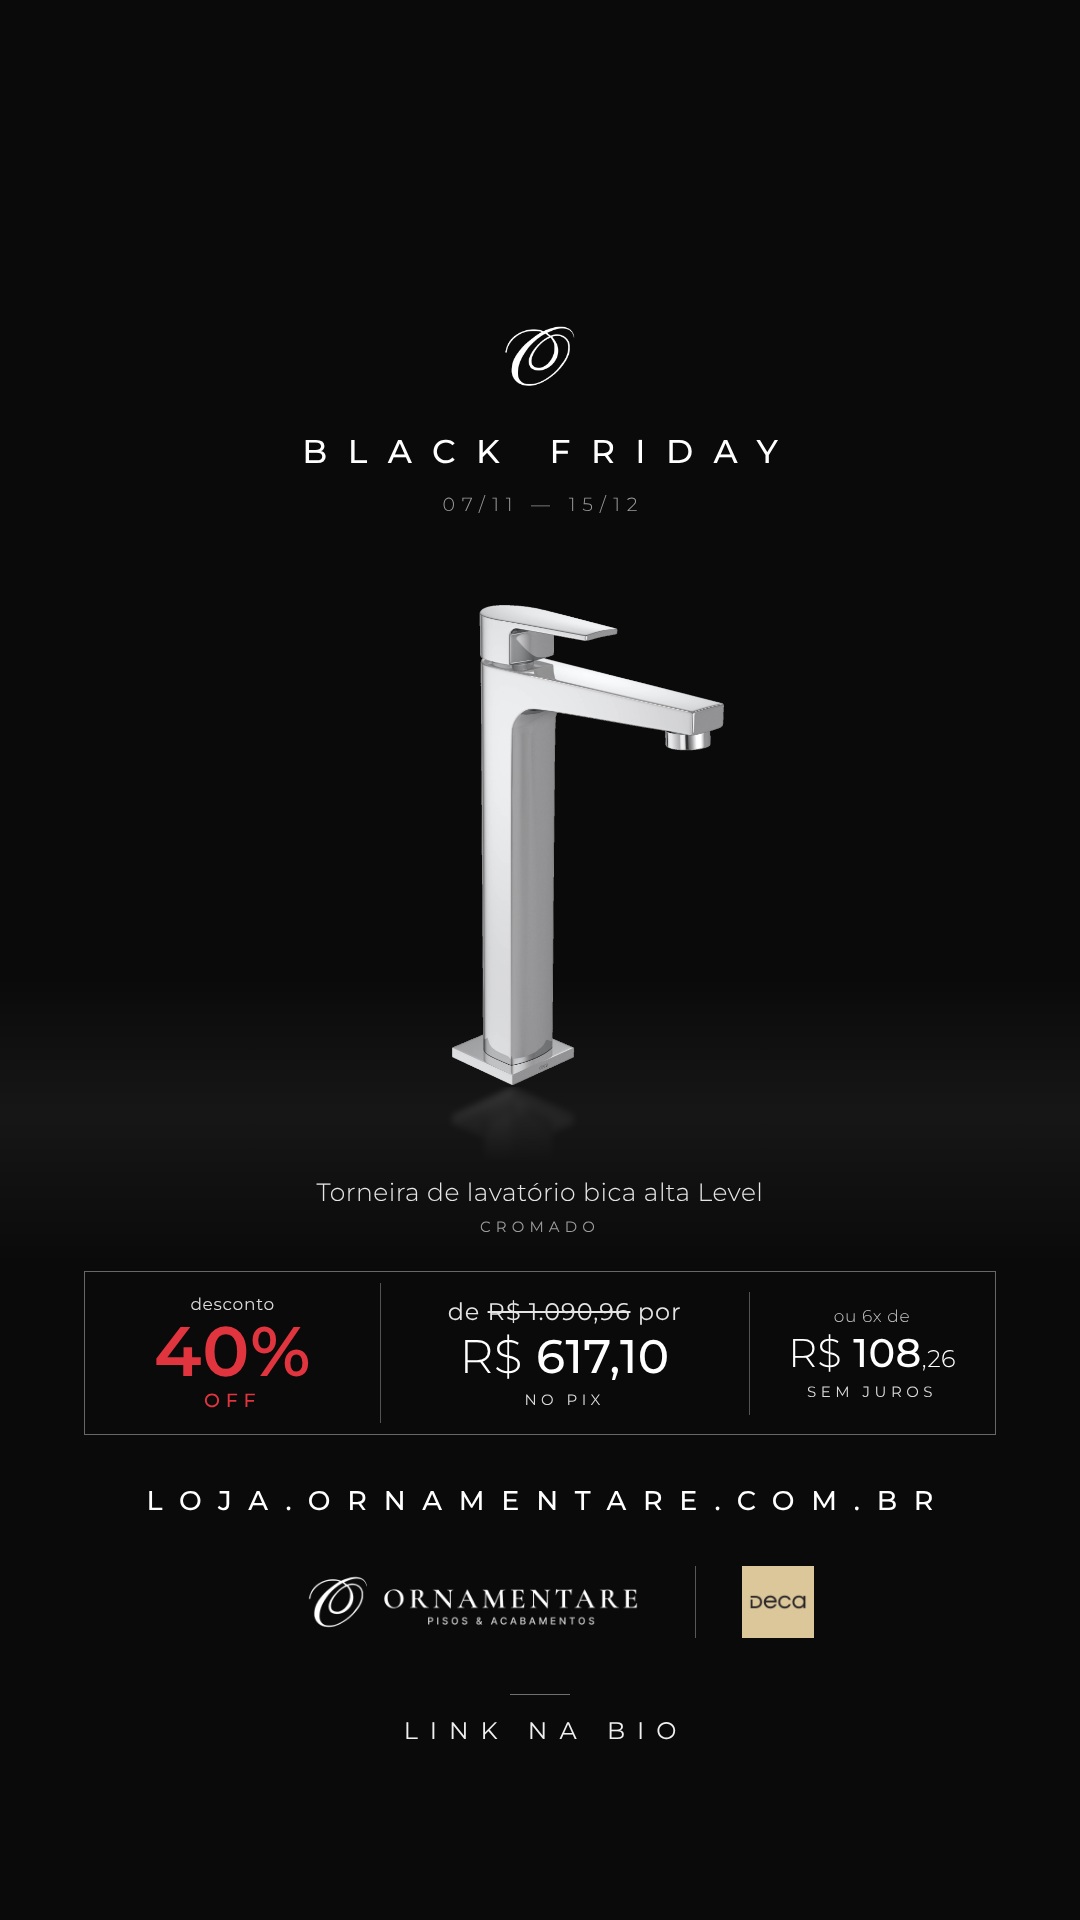 BLACK FRIDAY
07/11 — 15/12
Torneira de lavatório bica alta Level
CROMADO
desconto
40%
OFF
de R$ 1.090,96 por
R$ 617,10
NO PIX
ou 6x de
R$ 108,26
SEM JUROS
LOJA.ORNAMENTARE.COM.BR
ORNAMENTARE
PISOS & ACABAMENTOS
Deca
LINK NA BIO